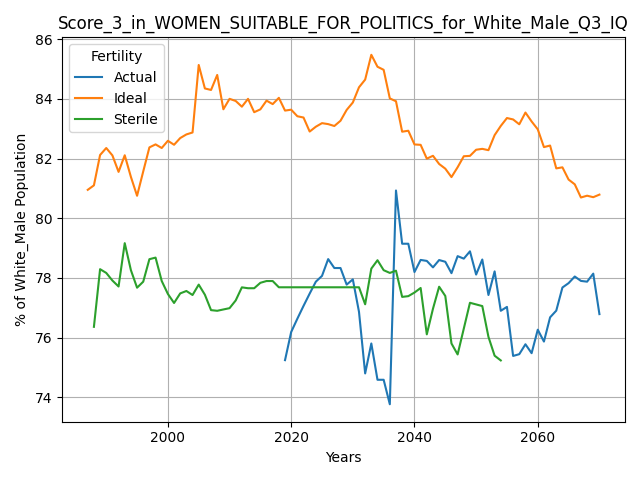 Score_3_in_WOMEN_SUITABLE_FOR_POLITICS_for_White_Male_Q3_IQ
86
84
82
80
78
76
74
% of White_Male Population
Fertility
Actual
Ideal
Sterile
2000
2020
2040
2060
Years